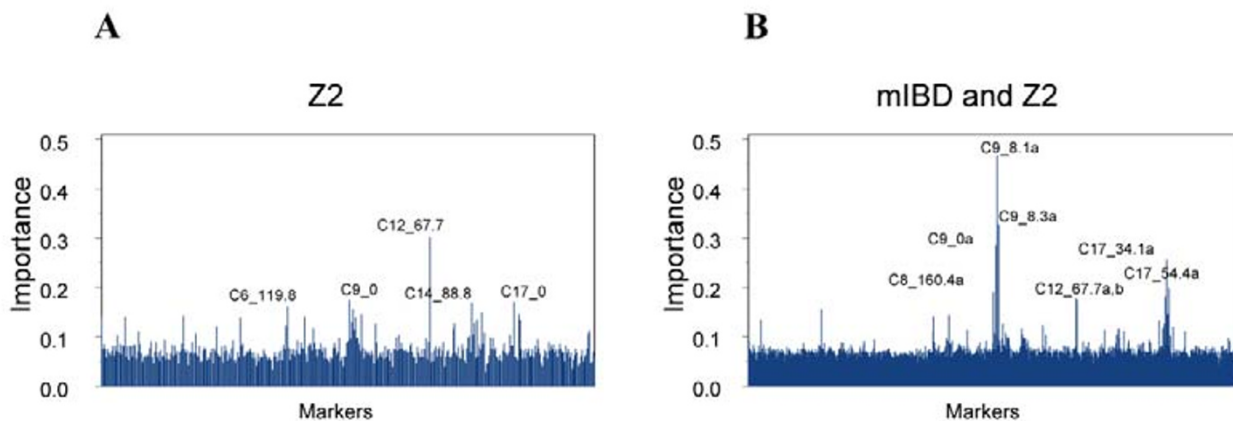 A
Z2
Importance
0.5
0.4
0.3
0.2
0.1
0.0
C12_67.7
C6_119.8
C9_0
C14_88.8
C17_0
Markers
B
mIBD and Z2
Importance
0.5
0.4
0.3
0.2
0.1
0.0
C9_8.1a
C9_8.3a
C9_0a
C17_34.1a
C8_160.4a
C17_54.4a
C12_67.7a,b
Markers